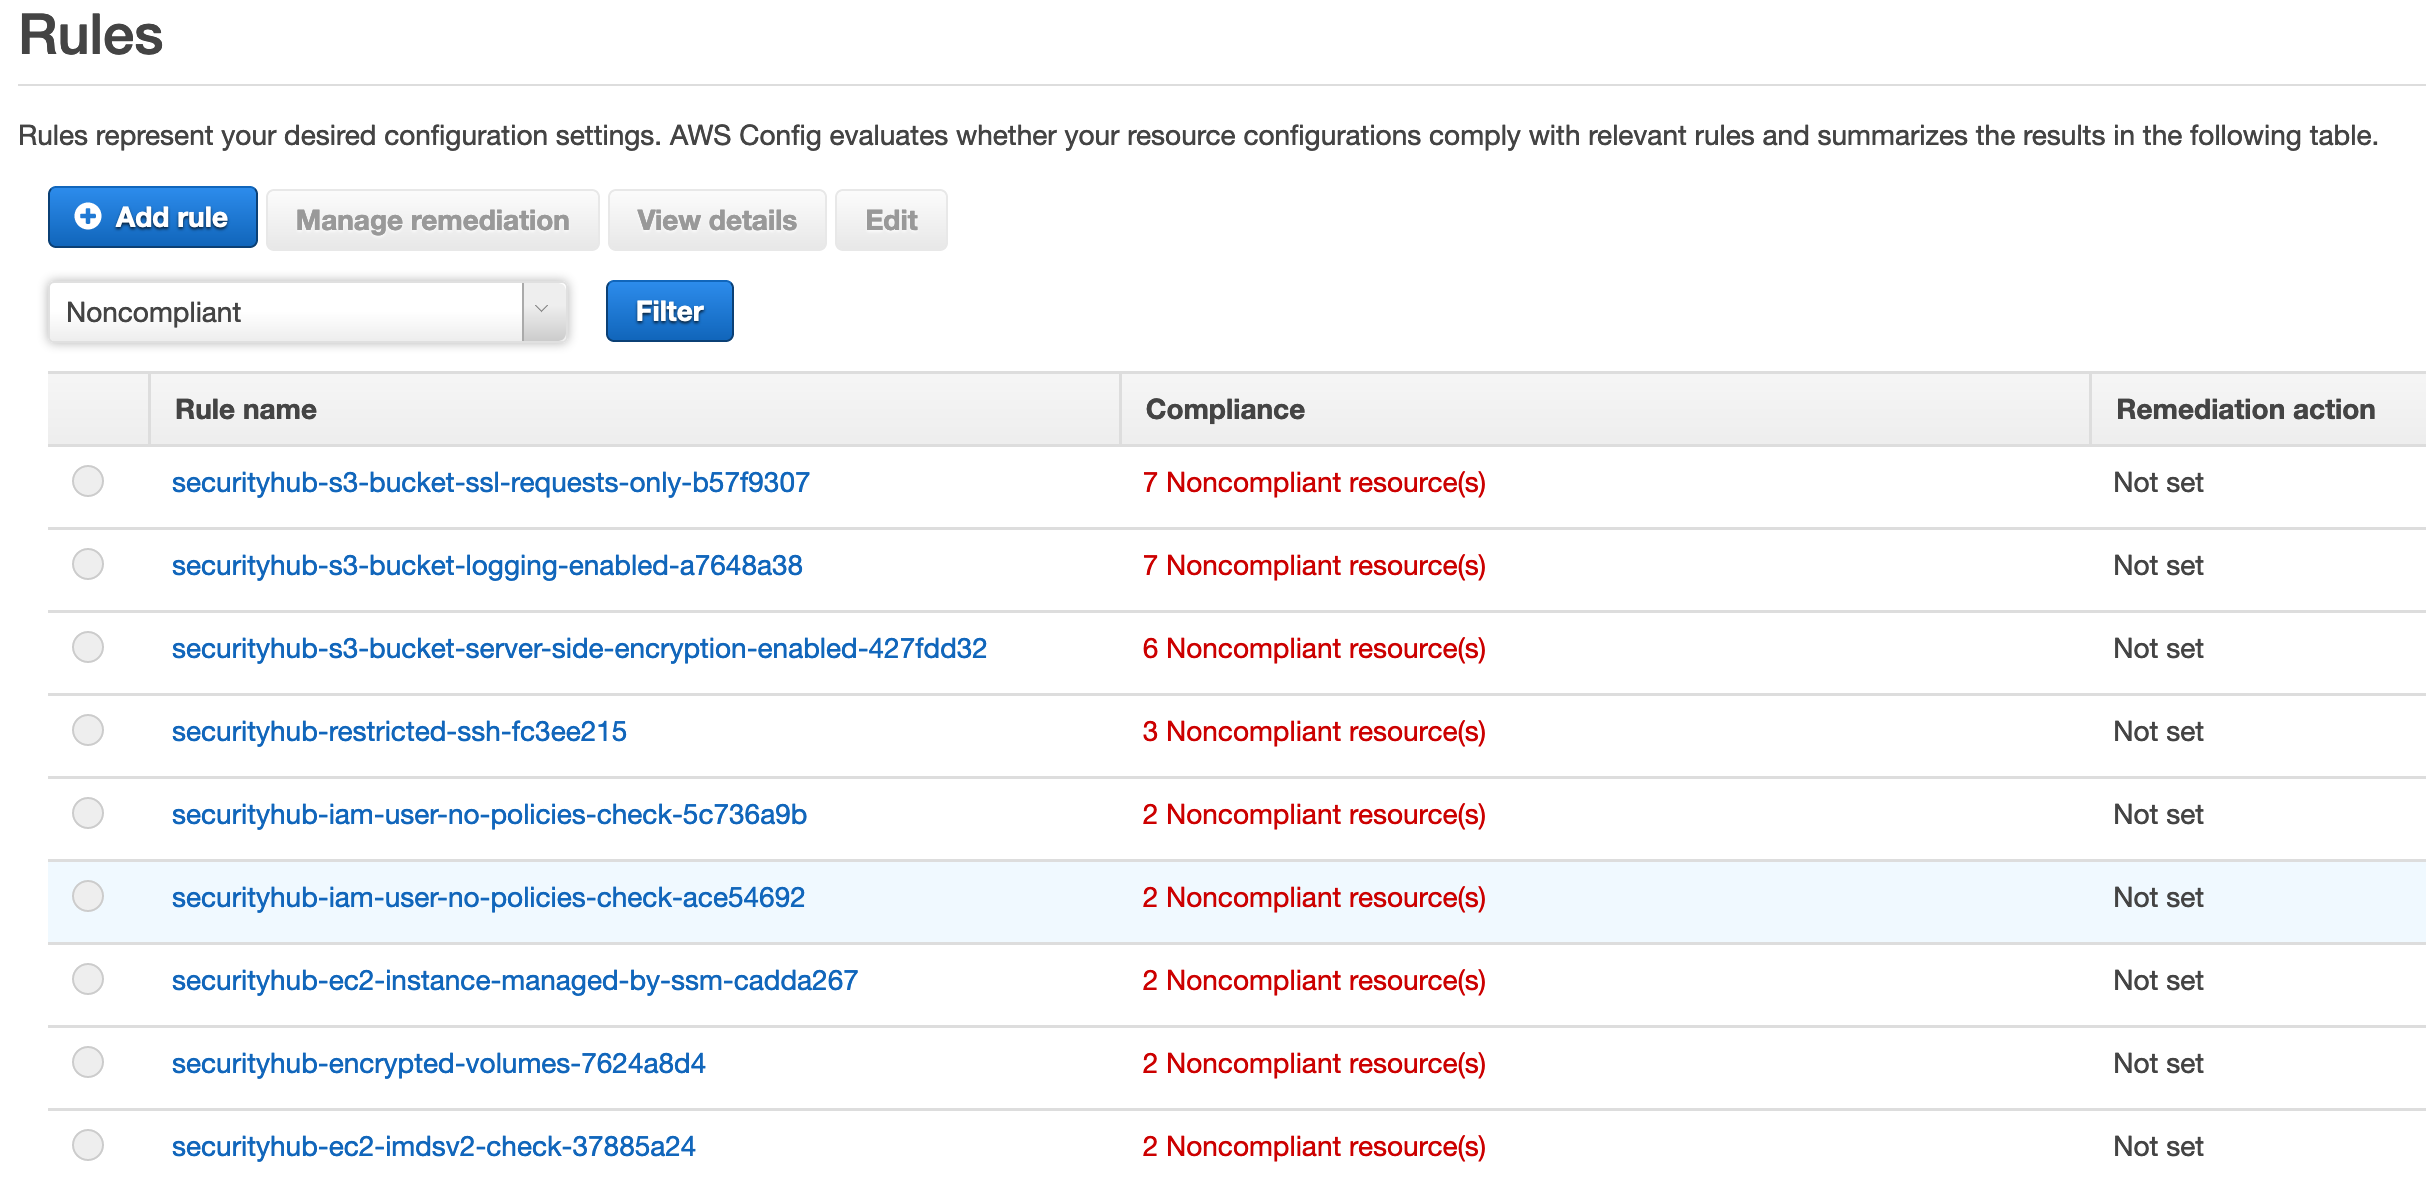 Rules
Rules represent your desired configuration settings. AWS Config evaluates whether your resource configurations comply with relevant rules and summarizes the results in the following table.
Add rule Manage remediation View details Edit
Noncompliant Filter
Rule name Compliance Remediation action
securityhub-s3-bucket-ssl-requests-only-b57f9307 7 Noncompliant resource(s) Not set
securityhub-s3-bucket-logging-enabled-a7648a38 7 Noncompliant resource(s) Not set
securityhub-s3-bucket-server-side-encryption-enabled-427fdd32 6 Noncompliant resource(s) Not set
securityhub-restricted-ssh-fc3ee215 3 Noncompliant resource(s) Not set
securityhub-iam-user-no-policies-check-5c736a9b 2 Noncompliant resource(s) Not set
securityhub-iam-user-no-policies-check-ace54692 2 Noncompliant resource(s) Not set
securityhub-ec2-instance-managed-by-ssm-cadda267 2 Noncompliant resource(s) Not set
securityhub-encrypted-volumes-7624a8d4 2 Noncompliant resource(s) Not set
securityhub-ec2-imdsv2-check-37885a24 2 Noncompliant resource(s) Not set